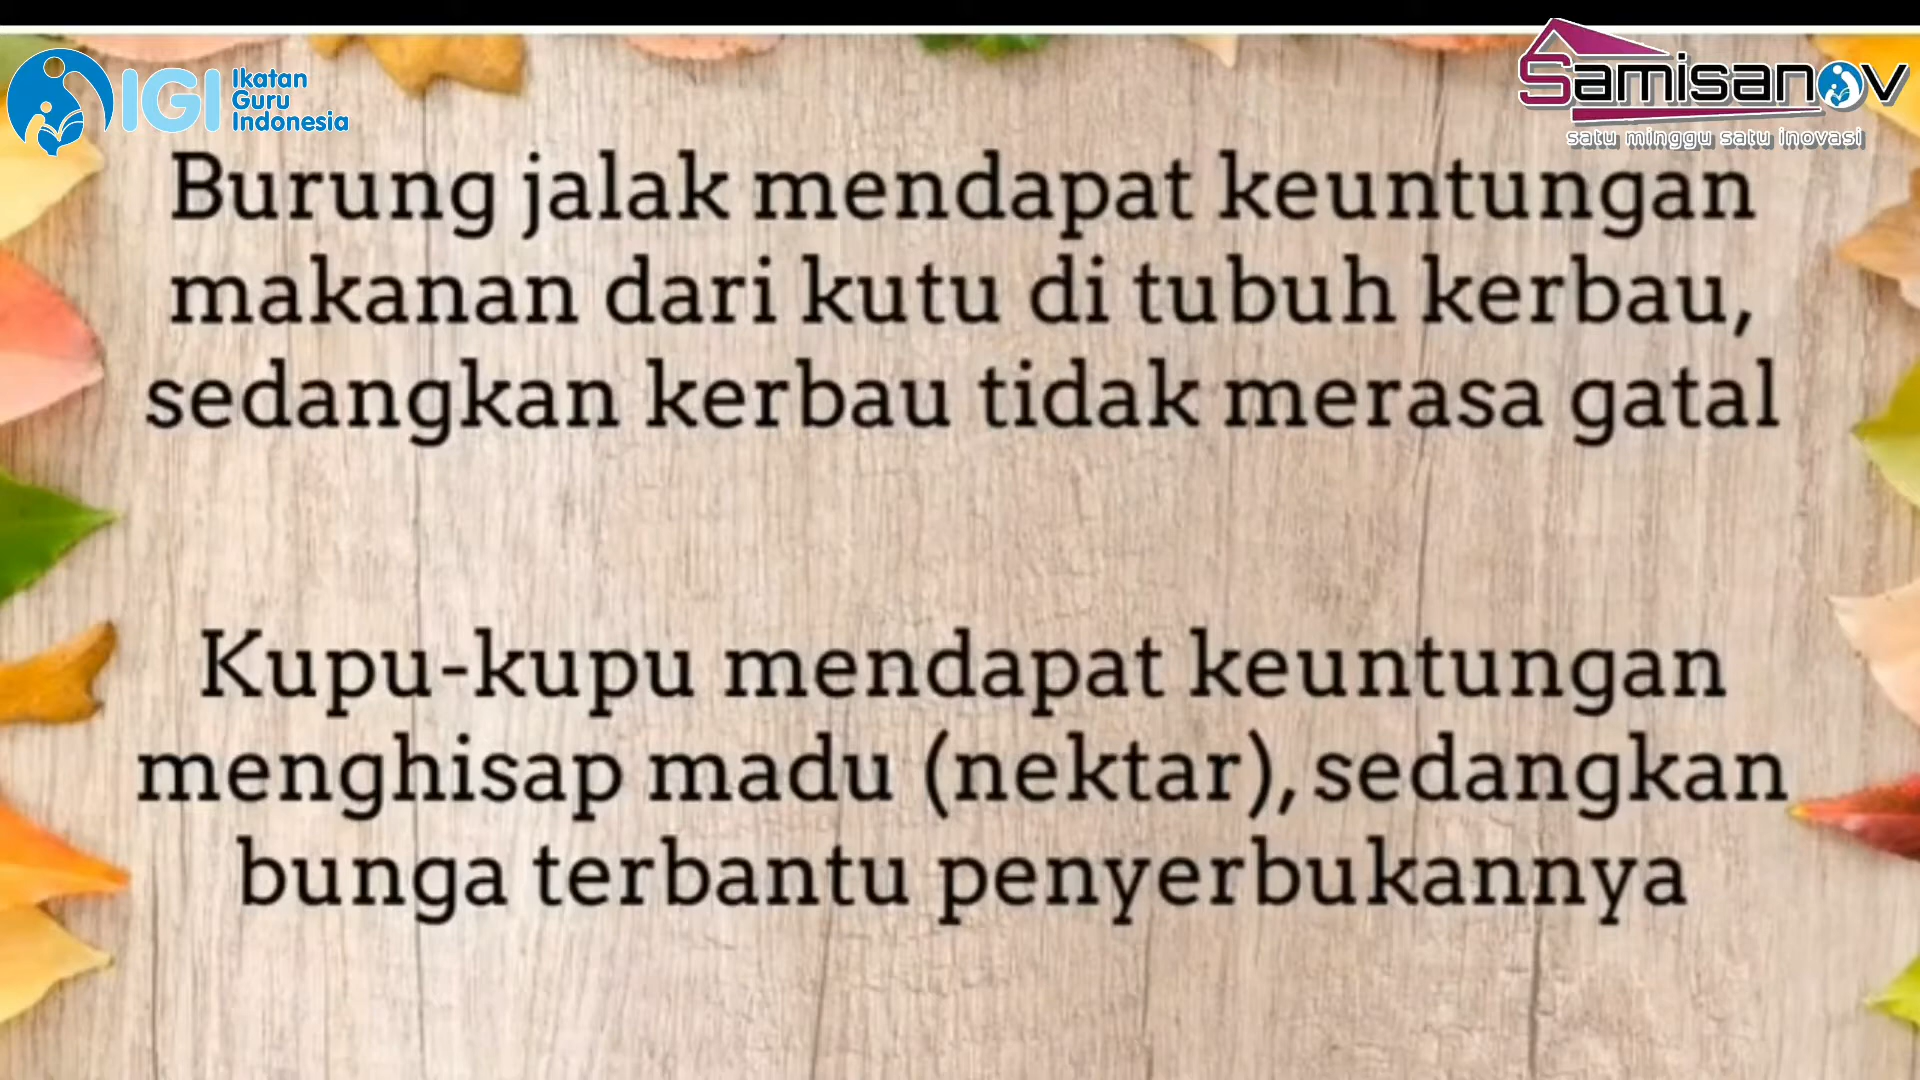 IGI
Ikatan
Guru
Indonesia
Samisanov
satu minggu satu inovasi
Burung jalak mendapat keuntungan
makanan dari kutu di tubuh kerbau,
sedangkan kerbau tidak merasa gatal
Kupu-kupu mendapat keuntungan
menghisap madu (nektar), sedangkan
bunga terbantu penyerbukannya